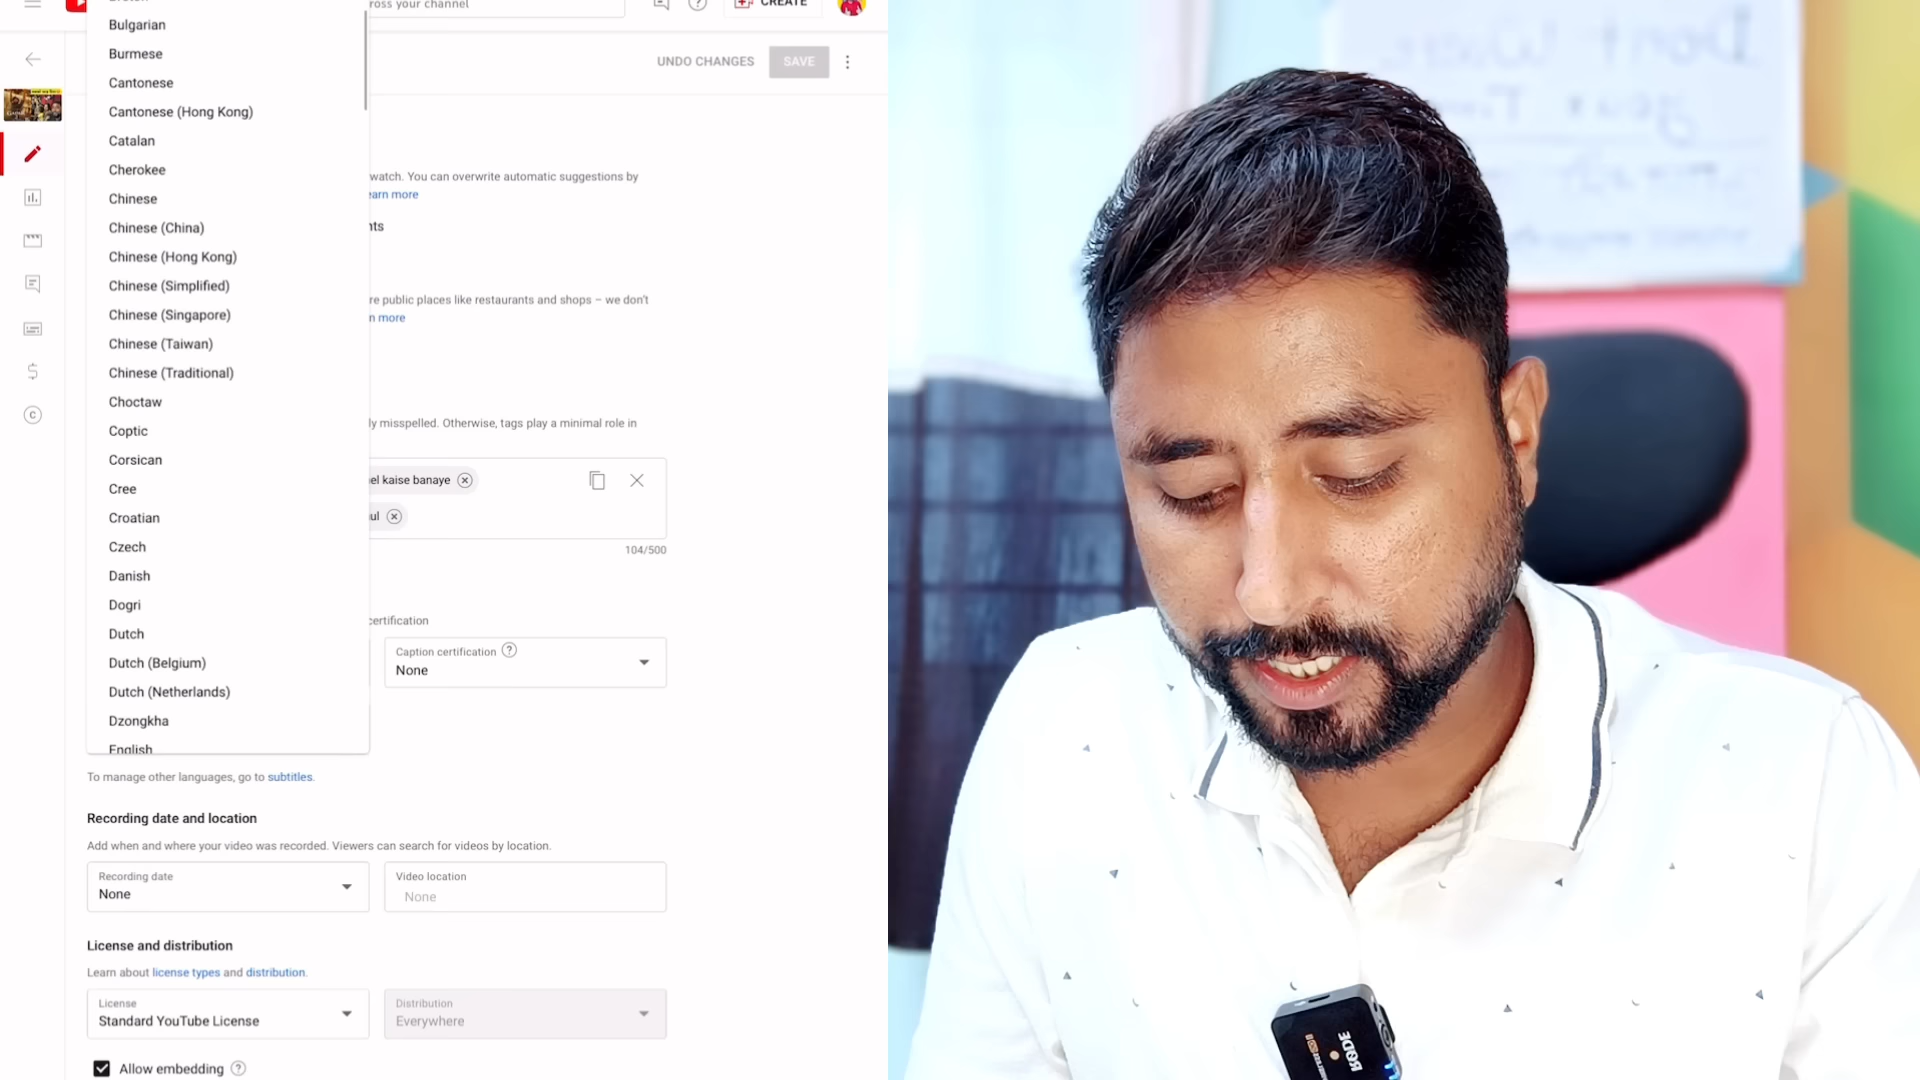 ross your channel
CREATE
Bulgarian
Burmese
Cantonese
Cantonese (Hong Kong)
Catalan
Cherokee
Chinese
Chinese (China)
Chinese (Hong Kong)
Chinese (Simplified)
Chinese (Singapore)
Chinese (Taiwan)
Chinese (Traditional)
Choctaw
Coptic
Corsican
Cree
Croatian
Czech
Danish
Dogri
Dutch
Dutch (Belgium)
Dutch (Netherlands)
Dzongkha
English
UNDO CHANGES SAVE
watch. You can overwrite automatic suggestions by
earn more
nts
re public places like restaurants and shops – we don't
n more
ly misspelled. Otherwise, tags play a minimal role in
el kaise banaye
ul
104/500
certification
Caption certification ?
None
To manage other languages, go to subtitles.
Recording date and location
Add when and where your video was recorded. Viewers can search for videos by location.
Recording date
None
Video location
None
License and distribution
Learn about license types and distribution.
License
Standard YouTube License
Distribution
Everywhere
Allow embedding ?
Dont
your
RODE